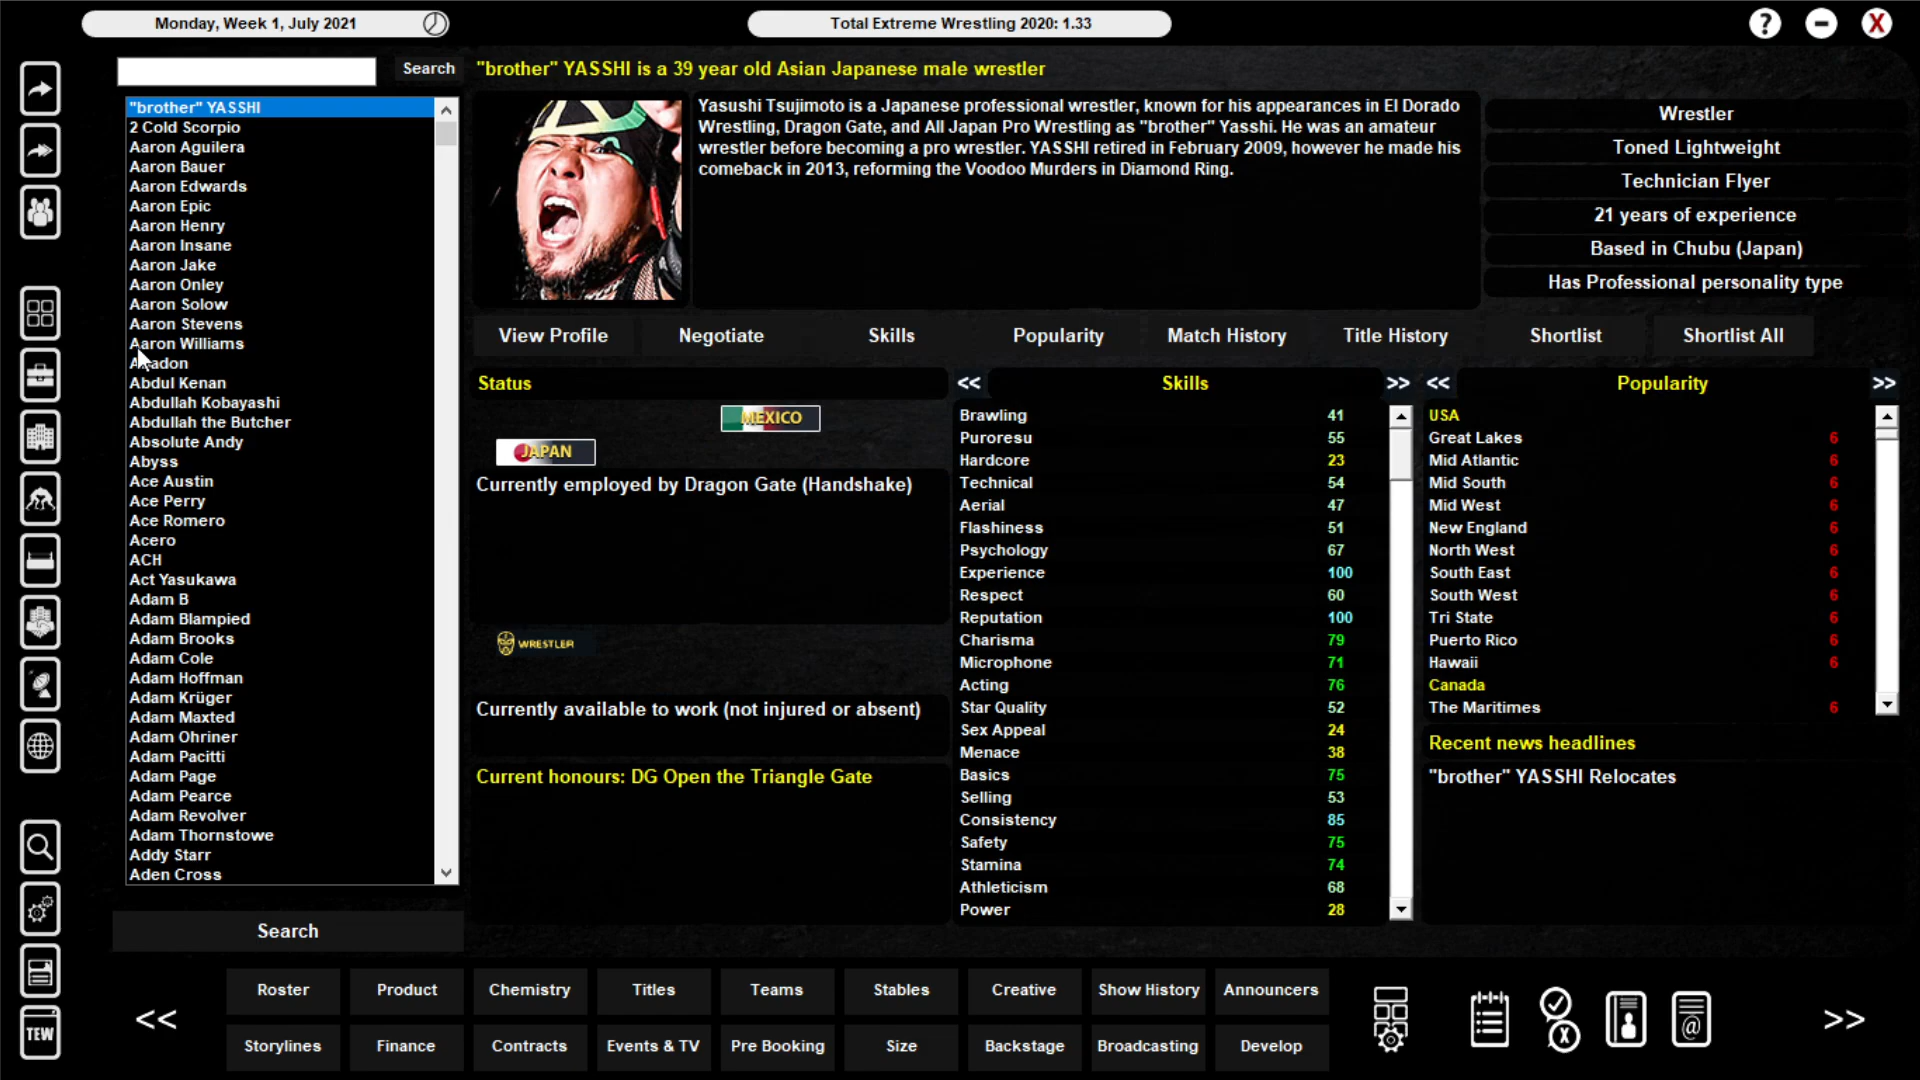 Monday, Week 1, July 2021
Total Extreme Wrestling 2020: 1.33
?
X
Search
"brother" YASSHI is a 39 year old Asian Japanese male wrestler
"brother" YASSHI
2 Cold Scorpio
Aaron Aguilera
Aaron Bauer
Aaron Edwards
Aaron Epic
Aaron Henry
Aaron Insane
Aaron Jake
Aaron Onley
Aaron Solow
Aaron Stevens
Aaron Williams
Abdul Kenan
Abdullah Kobayashi
Abdullah the Butcher
Absolute Andy
Abyss
Ace Austin
Ace Perry
Ace Romero
Acero
ACH
Act Yasukawa
Adam B
Adam Blampied
Adam Brooks
Adam Cole
Adam Hoffman
Adam Krüger
Adam Maxted
Adam Ohriner
Adam Pacitti
Adam Page
Adam Pearce
Adam Revolver
Adam Thornstowe
Addy Starr
Aden Cross
Search
Yasushi Tsujimoto is a Japanese professional wrestler, known for his appearances in El Dorado
Wrestling, Dragon Gate, and All Japan Pro Wrestling as "brother" Yasshi. He was an amateur
wrestler before becoming a pro wrestler. YASSHI retired in February 2009, however he made his
comeback in 2013, reforming the Voodoo Murders in Diamond Ring.
Wrestler
Toned Lightweight
Technician Flyer
21 years of experience
Based in Chubu (Japan)
Has Professional personality type
View Profile
Negotiate
Skills
Popularity
Match History
Title History
Shortlist
Shortlist All
Status
MEXICO
JAPAN
Currently employed by Dragon Gate (Handshake)
WRESTLER
Currently available to work (not injured or absent)
Current honours: DG Open the Triangle Gate
<< Skills >>
Brawling 41
Puroresu 55
Hardcore 23
Technical 54
Aerial 47
Flashiness 51
Psychology 67
Experience 100
Respect 60
Reputation 100
Charisma 79
Microphone 71
Acting 76
Star Quality 52
Sex Appeal 24
Menace 38
Basics 75
Selling 53
Consistency 85
Safety 75
Stamina 74
Athleticism 68
Power 28
<< Popularity >>
USA
Great Lakes 6
Mid Atlantic 6
Mid South 6
Mid West 6
New England 6
North West 6
South East 6
South West 6
Tri State 6
Puerto Rico 6
Hawaii 6
Canada
The Maritimes 6
Recent news headlines
"brother" YASSHI Relocates
TEW
<<
Roster
Product
Chemistry
Titles
Teams
Stables
Creative
Show History
Announcers
Storylines
Finance
Contracts
Events & TV
Pre Booking
Size
Backstage
Broadcasting
Develop
X
@
>>